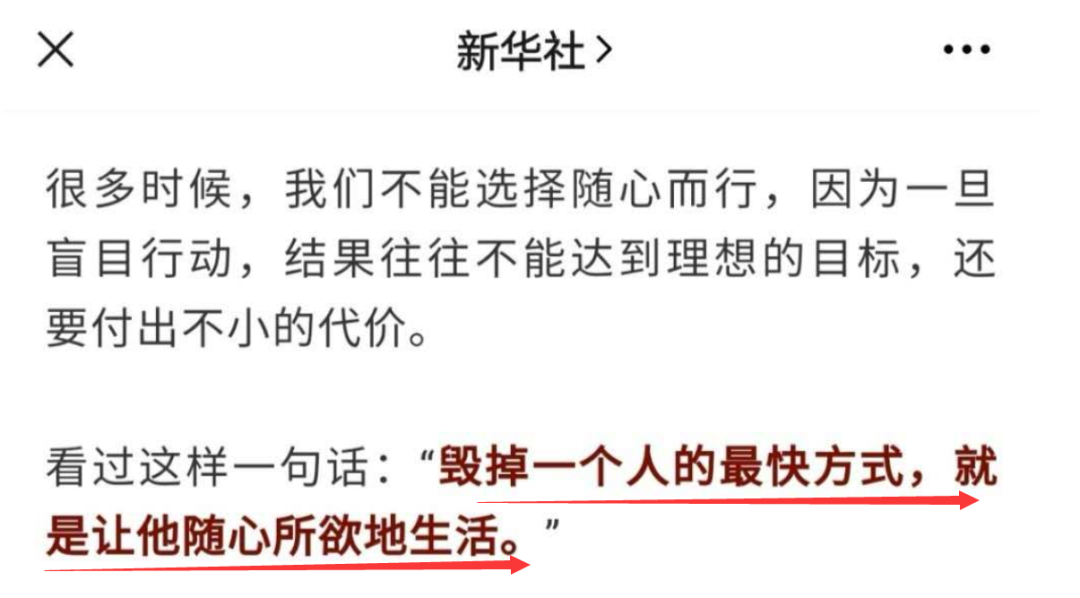 新华社
很多时候，我们不能选择随心而行，因为一旦
盲目行动，结果往往不能达到理想的目标，还
要付出不小的代价。
看过这样一句话：“毁掉一个人的最快方式，就
是让他随心所欲地生活。”